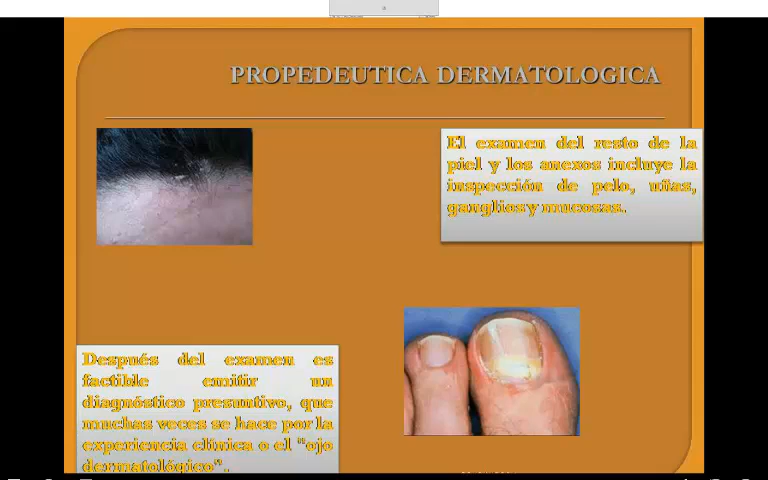 PROPEDEUTICA DERMATOLOGICA
El examen del resto de la
piel y los anexos incluye la
inspección de pelo, uñas,
ganglios y mucosas.
Después del examen es
factible emitir un
diagnóstico presuntivo, que
muchas veces se hace por la
experiencia clínica o el "ojo
dermatológico".